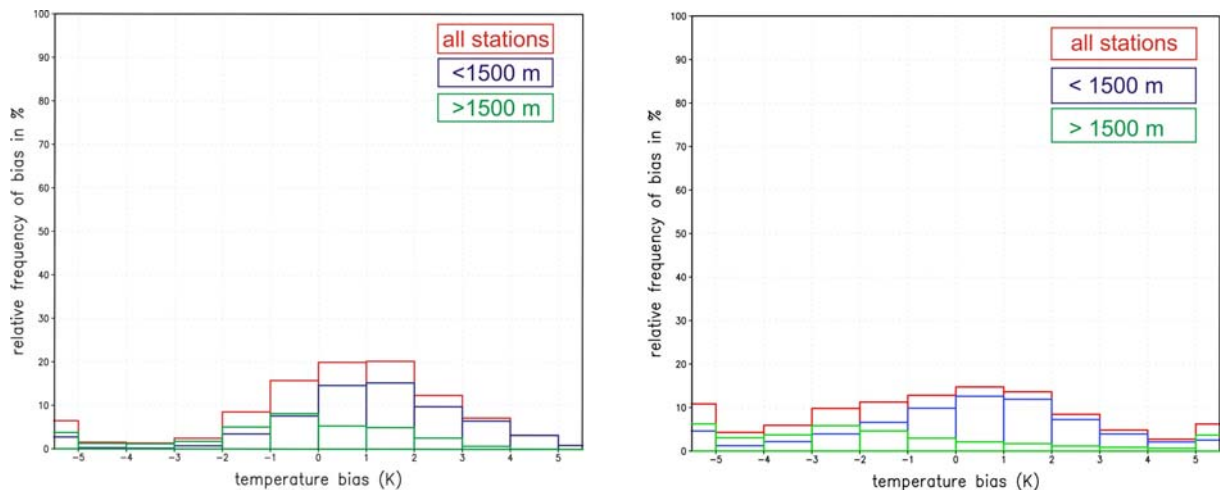 100
90
80
70
60
50
40
30
20
10
0
relative frequency of bias in %
all stations
<1500 m
>1500 m
-5 -4 -3 -2 -1 0 1 2 3 4 5
temperature bias (K)
100
90
80
70
60
50
40
30
20
10
0
relative frequency of bias in %
all stations
< 1500 m
> 1500 m
-5 -4 -3 -2 -1 0 1 2 3 4 5
temperature bias (K)